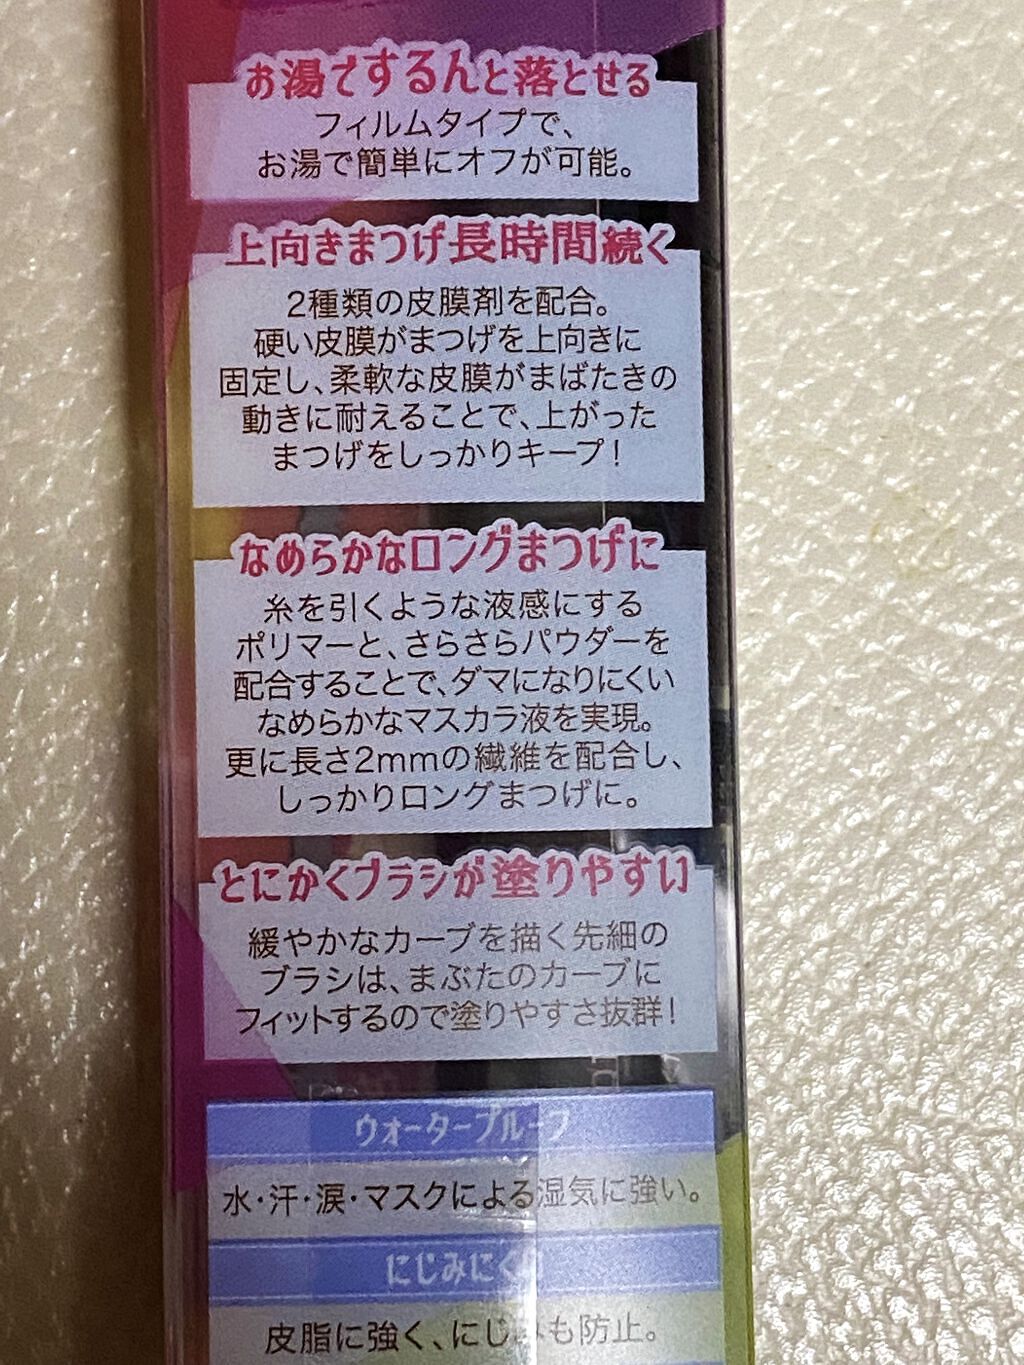 お湯でするんと落とせる
フィルムタイプで、
お湯で簡単にオフが可能。
上向きまつげ長時間続く
2種類の皮膜剤を配合。
硬い皮膜がまつげを上向きに
固定し、柔軟な皮膜がまばたきの
動きに耐えることで、上がった
まつげをしっかりキープ!
なめらかなロングまつげに
糸を引くような液感にする
ポリマーと、さらさらパウダーを
配合することで、ダマになりにくい
なめらかなマスカラ液を実現。
更に長さ2mmの繊維を配合し、
しっかりロングまつげに。
とにかくブラシが塗りやすい
緩やかなカーブを描く先細の
ブラシは、まぶたのカーブに
フィットするので塗りやすさ抜群!
ウォータープルーフ
水・汗・涙・マスクによる湿気に強い。
にじみにく
皮脂に強く、にじみも防止。